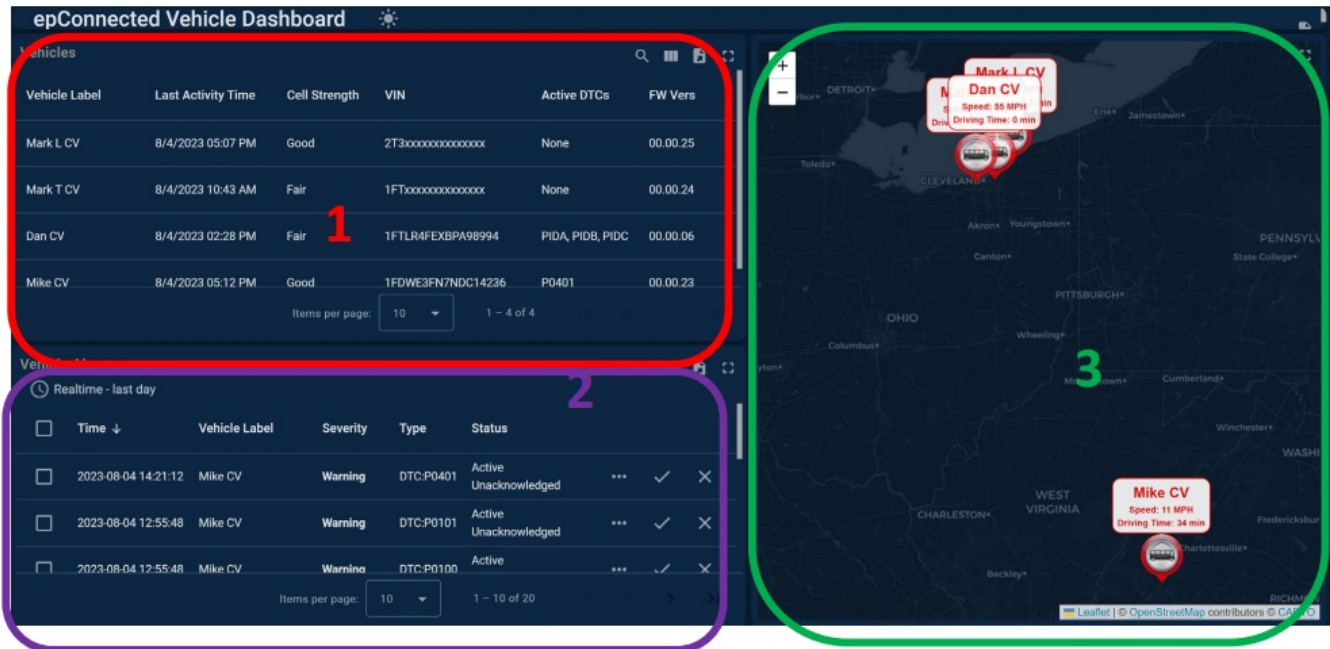 epConnected Vehicle Dashboard
Vehicles
Vehicle Label Last Activity Time Cell Strength VIN Active DTCs FW Vers
Mark L CV 8/4/2023 05:07 PM Good 2T3xxxxxxxxxxxxxx None 00.00.25
Mark T CV 8/4/2023 10:43 AM Fair 1FTxxxxxxxxxxxxxx None 00.00.24
Dan CV 8/4/2023 02:28 PM Fair 1FTLR4FEXBPA98994 PIDA, PIDB, PIDC 00.00.06
Mike CV 8/4/2023 05:12 PM Good 1FDWE3FN7NDC14236 P0401 00.00.23
Items per page: 10 1 – 4 of 4
1
2
Realtime - last day
Time ↓ Vehicle Label Severity Type Status
2023-08-04 14:21:12 Mike CV Warning DTC:P0401 Active
Unacknowledged
2023-08-04 12:55:48 Mike CV Warning DTC:P0101 Active
Unacknowledged
2023-08-04 12:55:48 Mike CV Warning DTC:P0100 Active
Items per page: 10 1 – 10 of 20
+
−
Mark L CV
Dan CV
Speed: 55 MPH
Driving Time: 0 min
DETROIT
Erie
Jamestown
Toledo
CLEVELAND
Akron Youngstown
Canton
PENNSYLV
State College
PITTSBURGH
OHIO
Wheeling
Columbus
3
Cumberland
Winchester
WASHI
WEST
VIRGINIA
CHARLESTON
Mike CV
Speed: 11 MPH
Driving Time: 34 min
Fredericksbur
Charlottesville
Beckley
RICHM
Leaflet | © OpenStreetMap contributors © CARTO